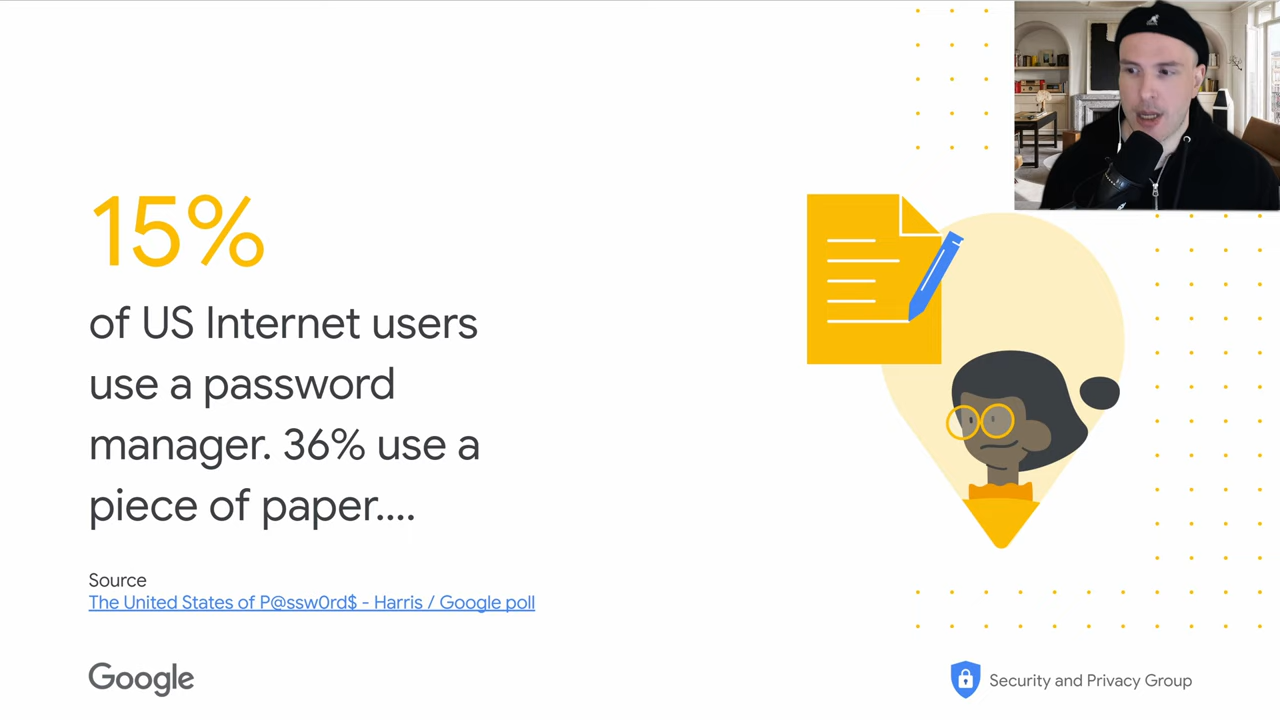 15%
of US Internet users
use a password
manager. 36% use a
piece of paper....
Source
The United States of P@ssw0rd$ - Harris / Google poll
Google
Security and Privacy Group